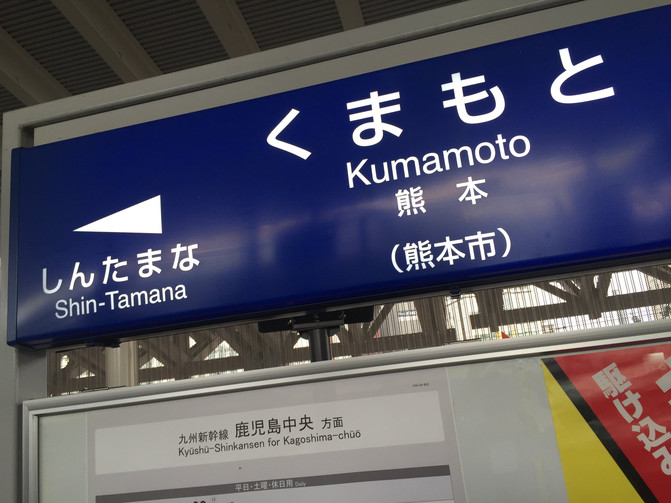 くまもと
Kumamoto
熊本
(熊本市)
しんたまな
Shin-Tamana
九州新幹線 鹿児島中央 方面
Kyūshū-Shinkansen for Kagoshima-chūō
平日・土曜・休日用 Daily
駆け込み